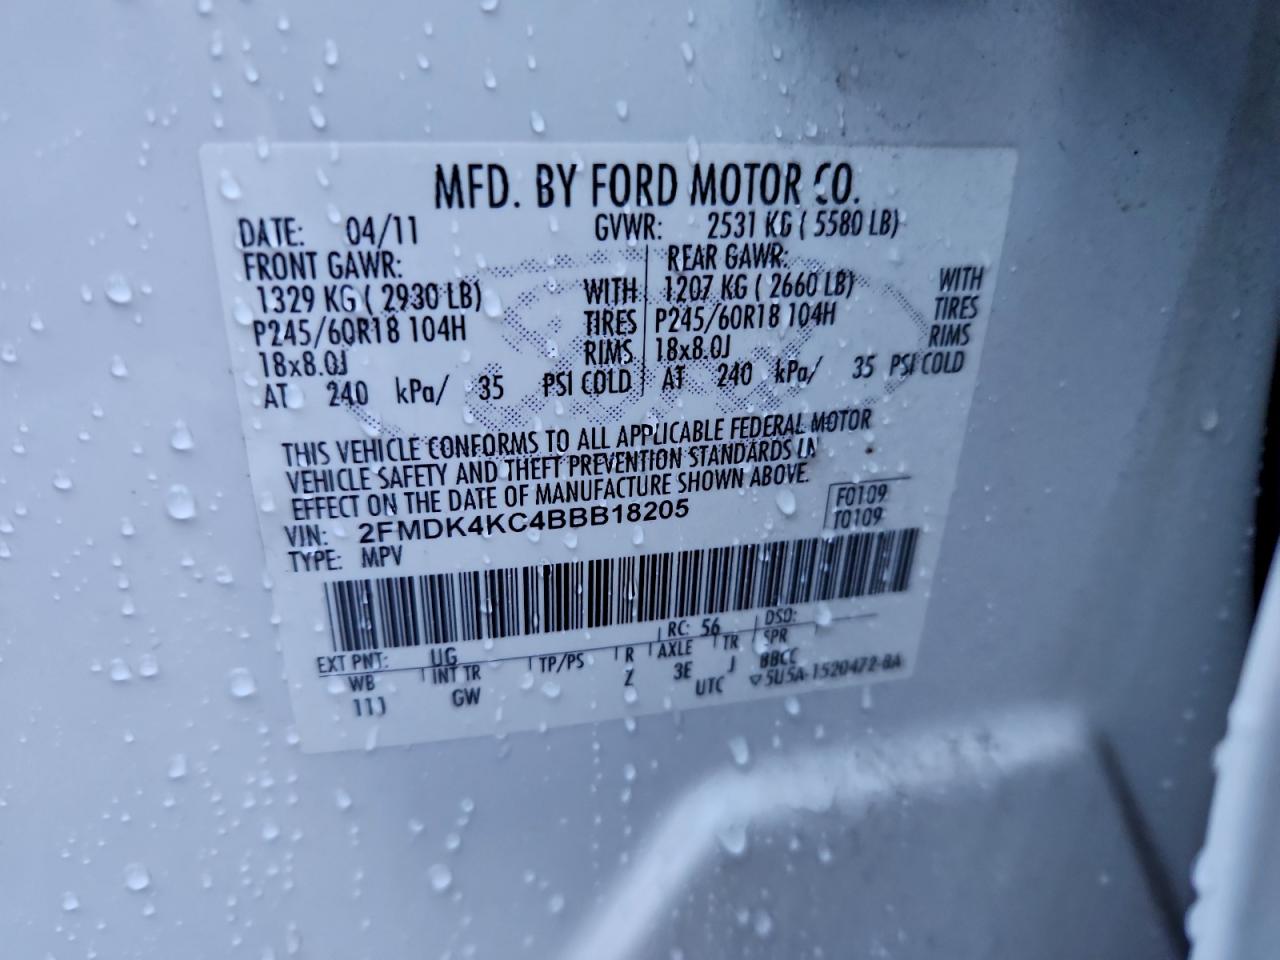 MFD. BY FORD MOTOR CO.
DATE: 04/11 GVWR: 2531 KG ( 5580 LB)
FRONT GAWR: REAR GAWR:
1329 KG ( 2930 LB) WITH 1207 KG ( 2660 LB) WITH
P245/60R18 104H TIRES P245/60R18 104H TIRES
18x8.0J RIMS 18x8.0J RIMS
AT 240 kPa/ 35 PSI COLD AT 240 kPa/ 35 PSI COLD
THIS VEHICLE CONFORMS TO ALL APPLICABLE FEDERAL MOTOR
VEHICLE SAFETY AND THEFT PREVENTION STANDARDS IN
EFFECT ON THE DATE OF MANUFACTURE SHOWN ABOVE.
VIN: 2FMDK4KC4BBB18205 F0109
TYPE: MPV T0109
EXT PNT: UG RC: 56 DSO:
WB INT TR TP/PS R AXLE TR SPR
11J GW Z 3E J BBCC
UTC ▽5U5A-1520472-BA